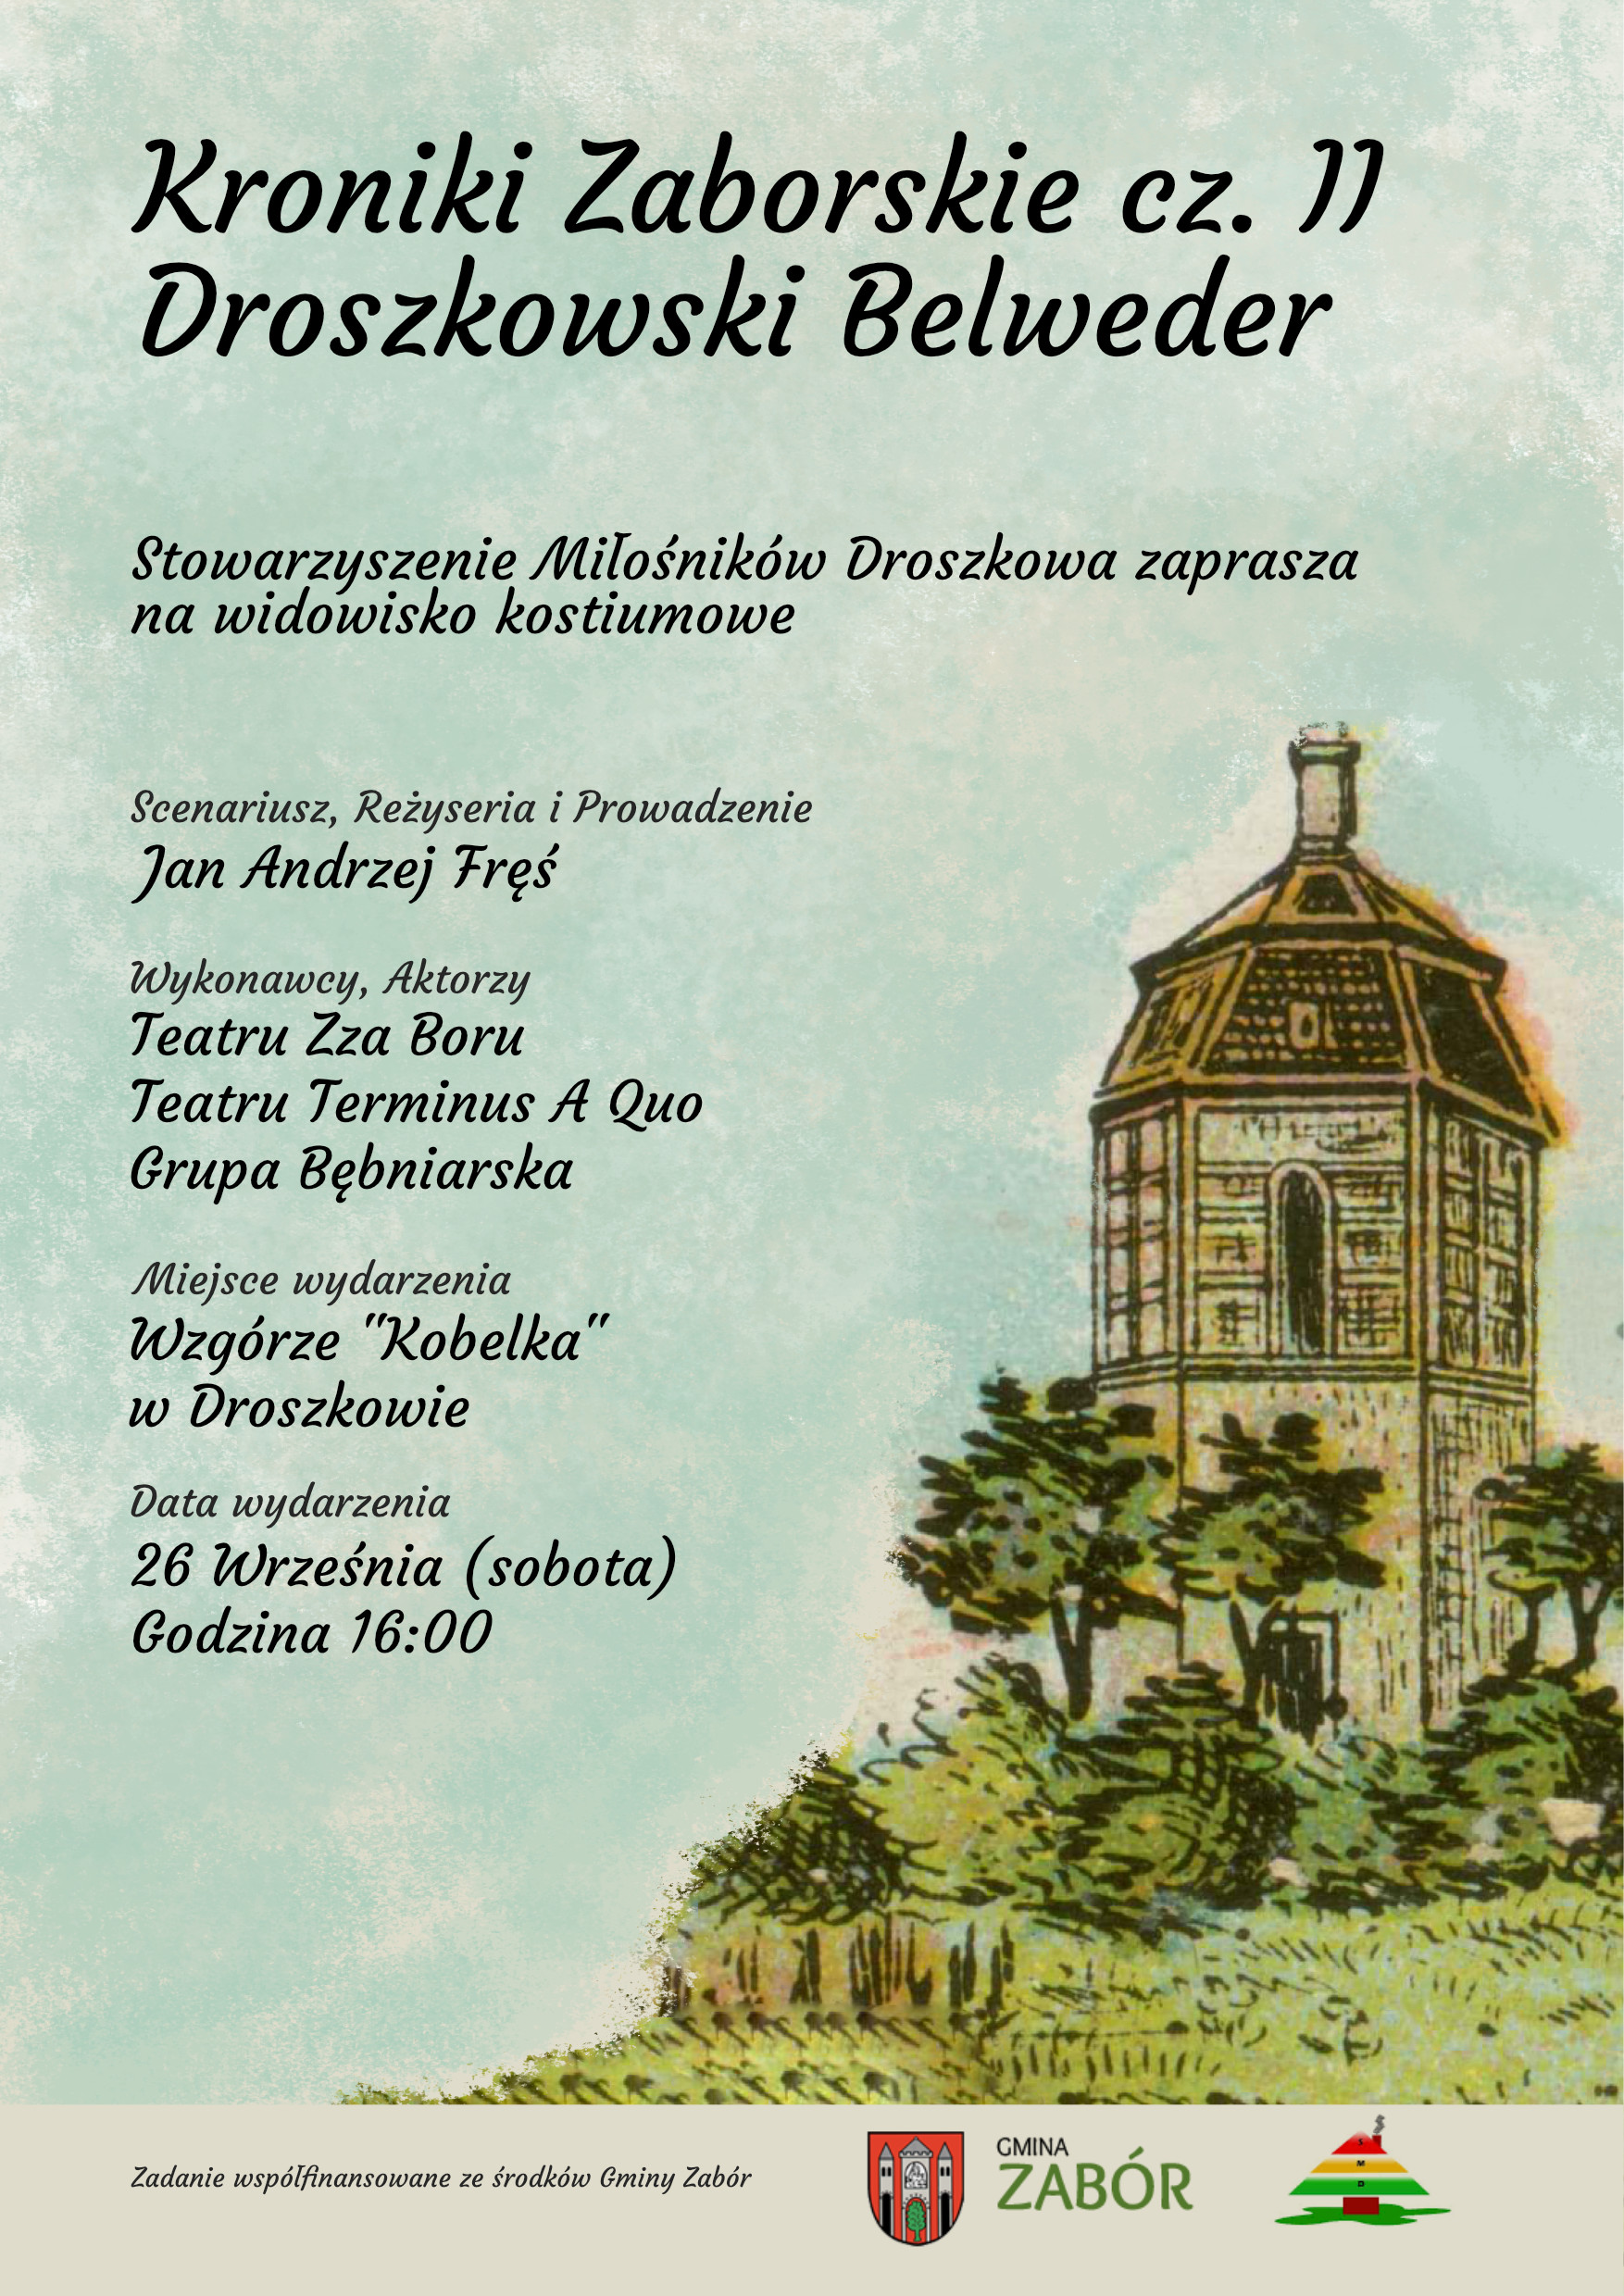 Kroniki Zaborskie cz. II
Droszkowski Belweder
Stowarzyszenie Miłośników Droszkowa zaprasza
na widowisko kostiumowe
Scenariusz, Reżyseria i Prowadzenie
Jan Andrzej Fręś
Wykonawcy, Aktorzy
Teatru Zza Boru
Teatru Terminus A Quo
Grupa Bębniarska
Miejsce wydarzenia
Wzgórze "Kobelka"
w Droszkowie
Data wydarzenia
26 Września (sobota)
Godzina 16:00
Zadanie współfinansowane ze środków Gminy Zabór
GMINA
ZABÓR
S
M
D